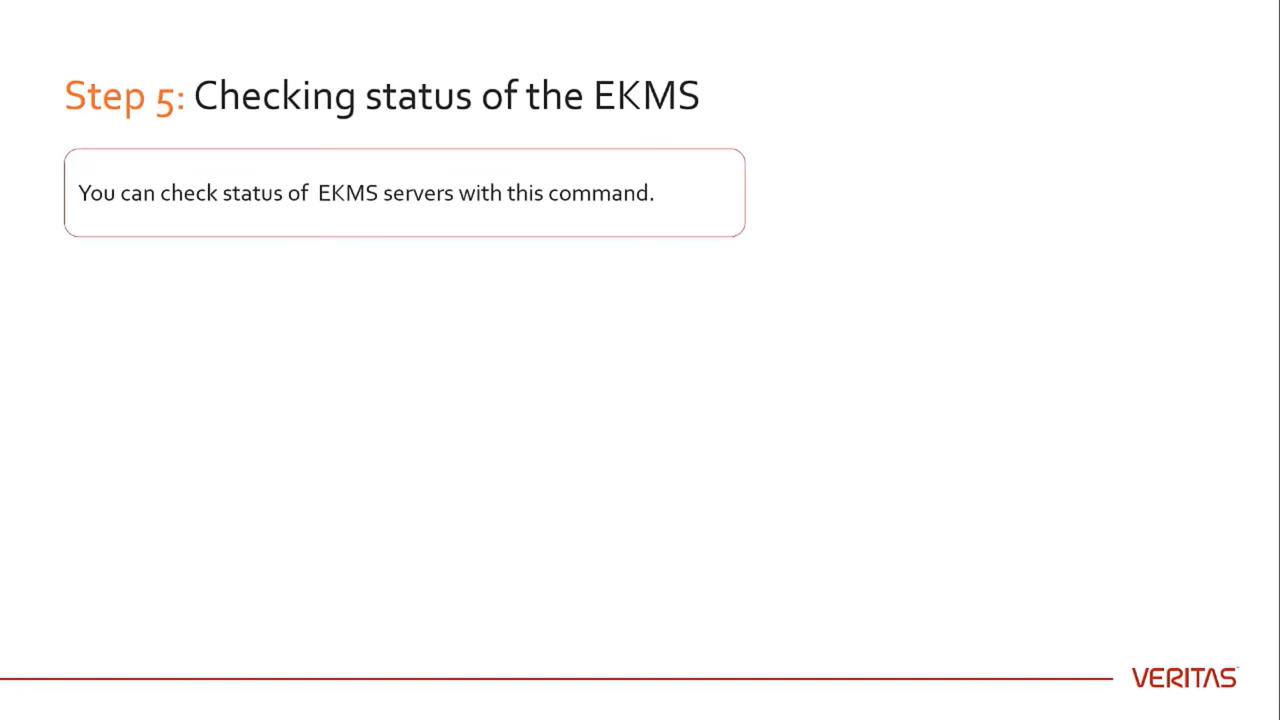 Step 5: Checking status of the EKMS
You can check status of  EKMS servers with this command.
VERITAS